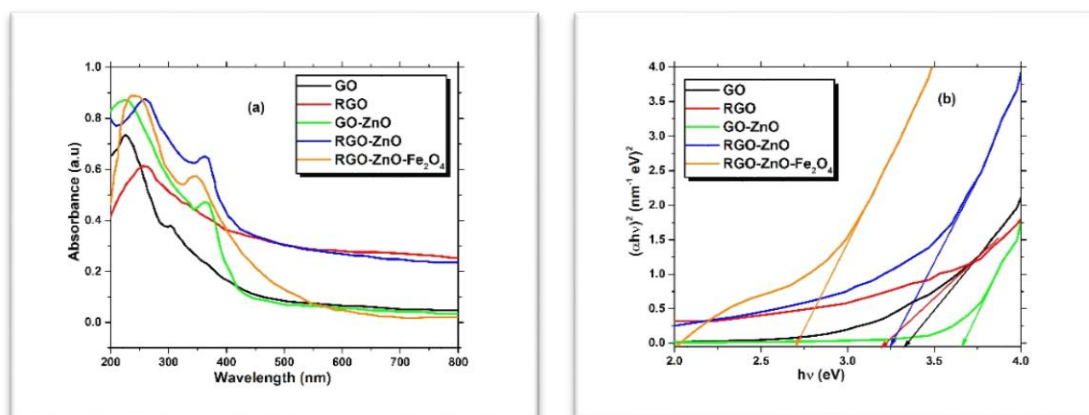 1.0
0.8
0.6
0.4
0.2
0.0
Absorbance (a.u)
(a)
GO
RGO
GO-ZnO
RGO-ZnO
RGO-ZnO-Fe₂O₄
200 300 400 500 600 700 800
Wavelength (nm)
4.0
3.5
3.0
2.5
2.0
1.5
1.0
0.5
0.0
(αhν)² (nm⁻¹ eV)²
(b)
GO
RGO
GO-ZnO
RGO-ZnO
RGO-ZnO-Fe₂O₄
2.0 2.5 3.0 3.5 4.0
hν (eV)